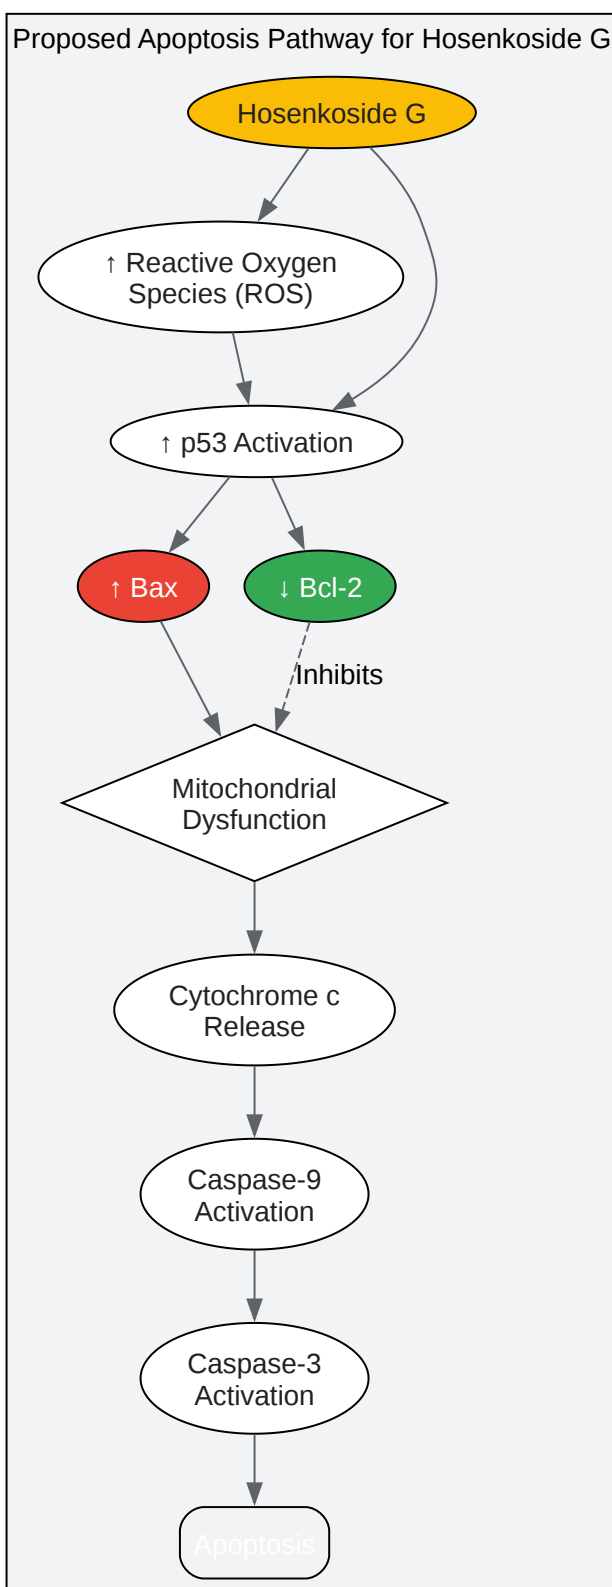 Proposed Apoptosis Pathway for Hosenkoside G
Hosenkoside G
↑ Reactive Oxygen
Species (ROS)
↑ p53 Activation
↑ Bax
↓ Bcl-2
Inhibits
Mitochondrial
Dysfunction
Cytochrome c
Release
Caspase-9
Activation
Caspase-3
Activation
Apoptosis